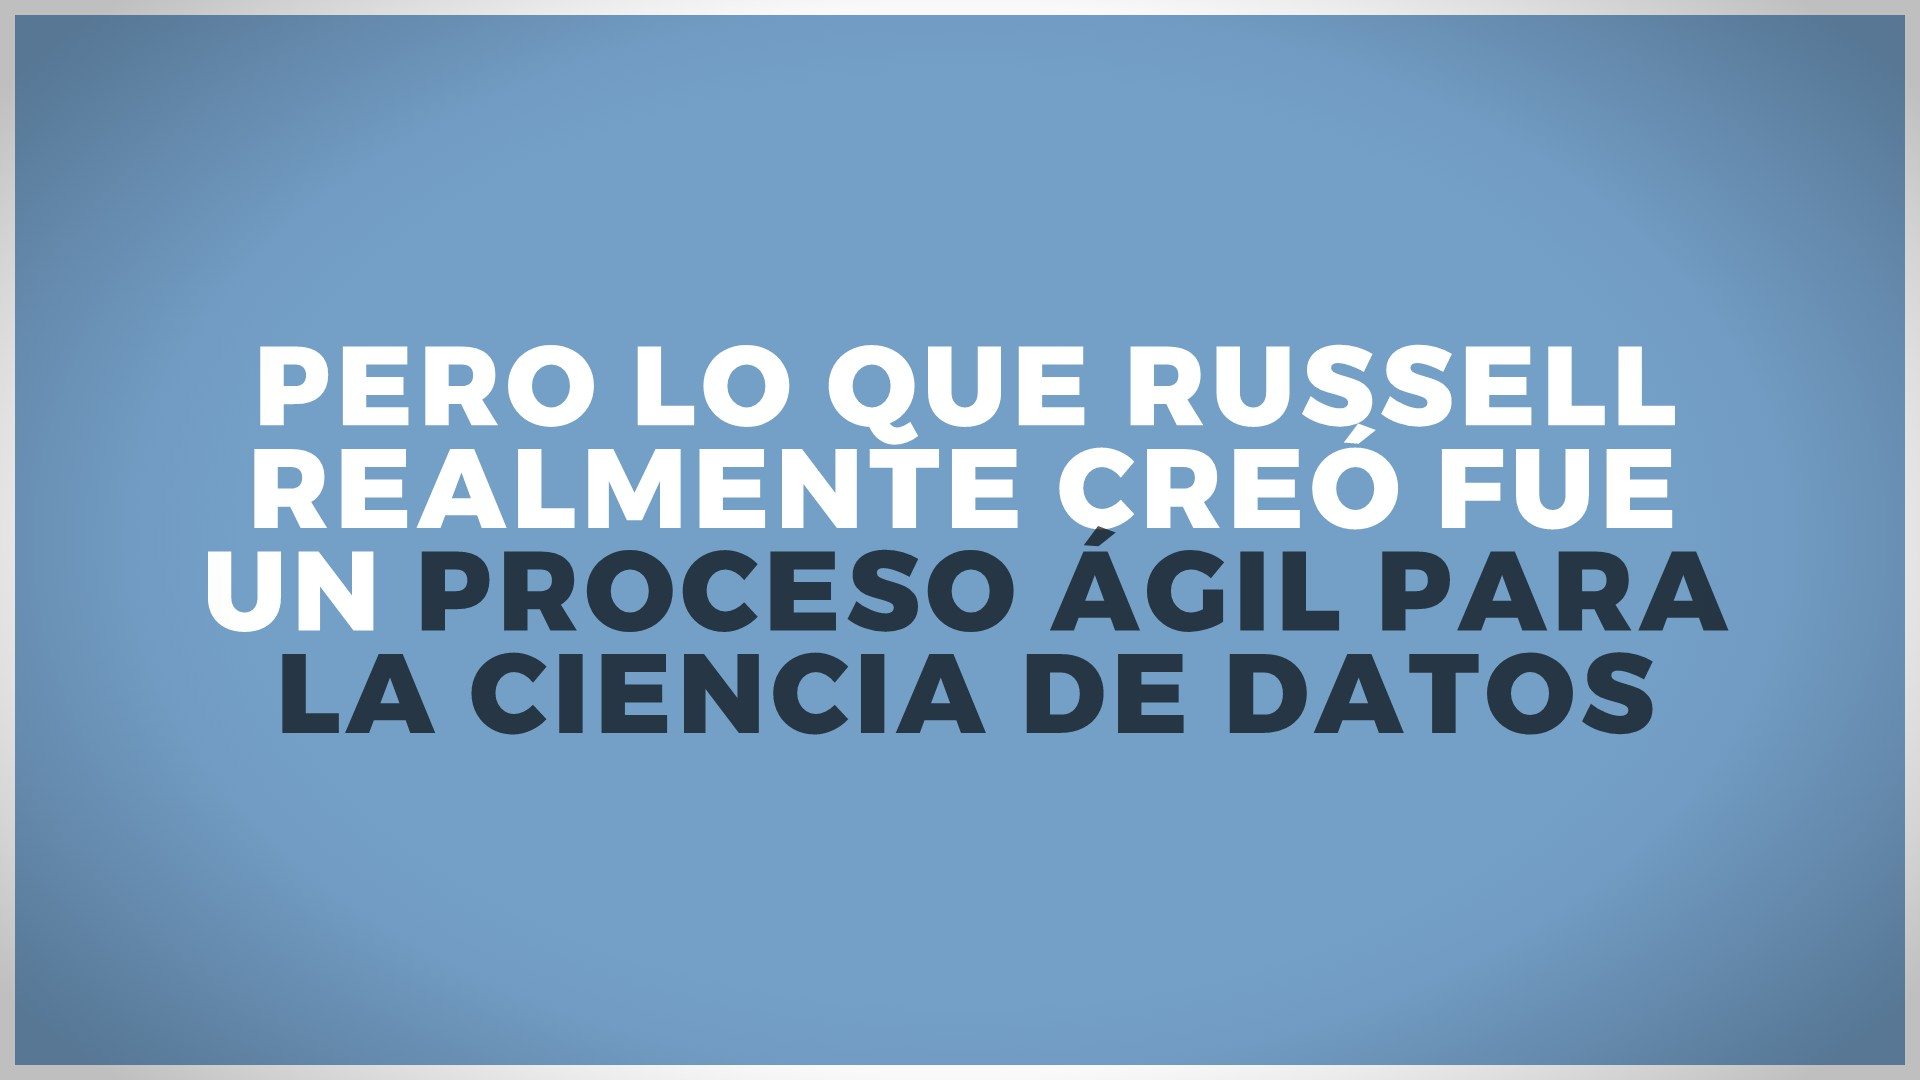 PERO LO QUE RUSSELL
REALMENTE CREÓ FUE
UN PROCESO ÁGIL PARA
LA CIENCIA DE DATOS